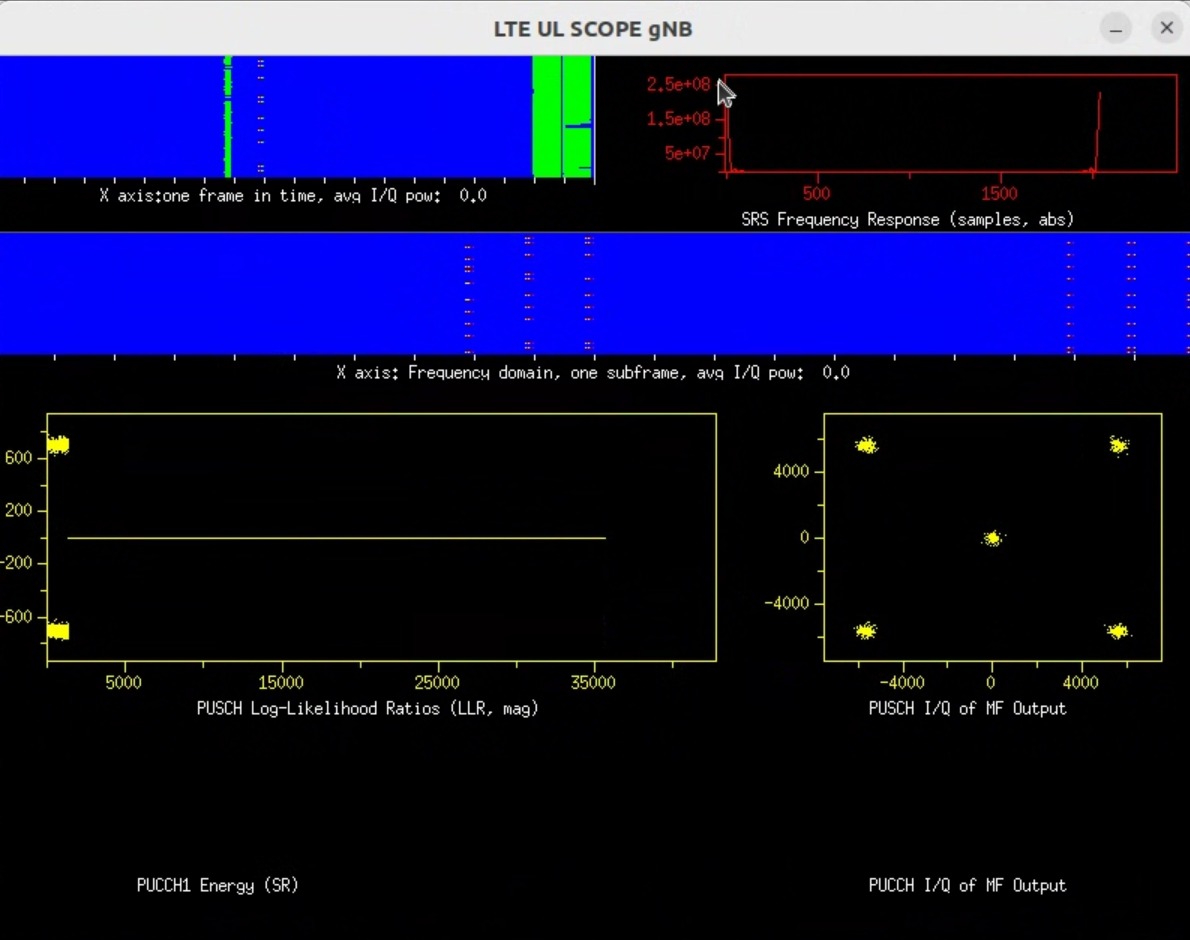 LTE UL SCOPE gNB
2.5e+08
1.5e+08
5e+07
500 1500
X axis:one frame in time, avg I/Q pow: 0.0
SRS Frequency Response (samples, abs)
X axis: Frequency domain, one subframe, avg I/Q pow: 0.0
600
200
-200
-600
5000 15000 25000 35000
PUSCH Log-Likelihood Ratios (LLR, mag)
4000
0
-4000
-4000 0 4000
PUSCH I/Q of MF Output
PUCCH1 Energy (SR)
PUCCH I/Q of MF Output